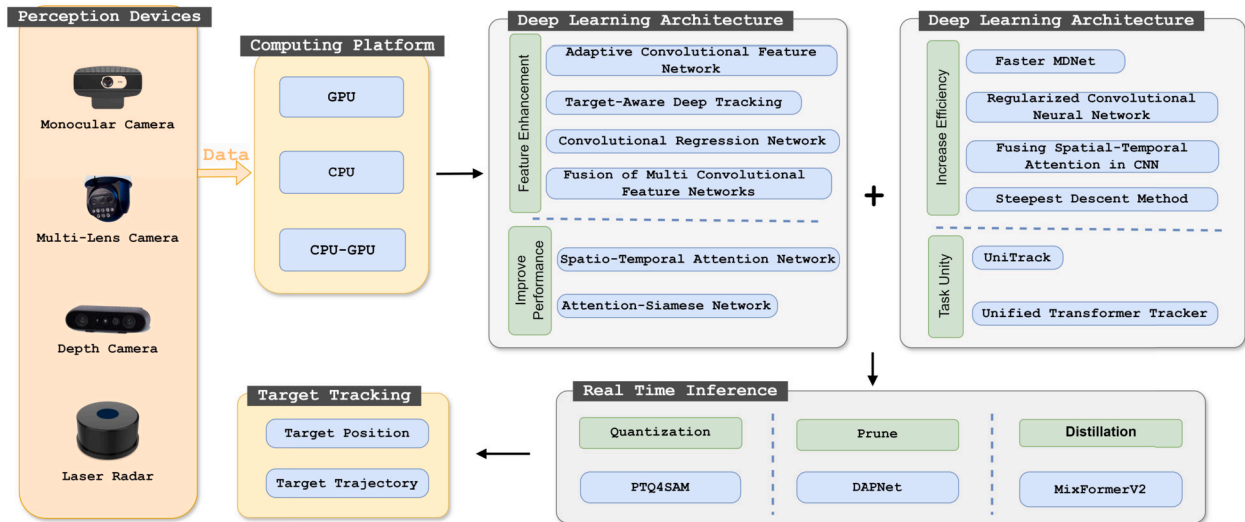 Perception Devices
Monocular Camera
Multi-Lens Camera
Depth Camera
Laser Radar
Data
Computing Platform
GPU
CPU
CPU-GPU
Deep Learning Architecture
Feature Enhancement
Adaptive Convolutional Feature
Network
Target-Aware Deep Tracking
Convolutional Regression Network
Fusion of Multi Convolutional
Feature Networks
Improve
Performance
Spatio-Temporal Attention Network
Attention-Siamese Network
+
Deep Learning Architecture
Increase Efficiency
Faster MDNet
Regularized Convolutional
Neural Network
Fusing Spatial-Temporal
Attention in CNN
Steepest Descent Method
Task Unity
UniTrack
Unified Transformer Tracker
Real Time Inference
Quantization
PTQ4SAM
Prune
DAPNet
Distillation
MixFormerV2
Target Tracking
Target Position
Target Trajectory